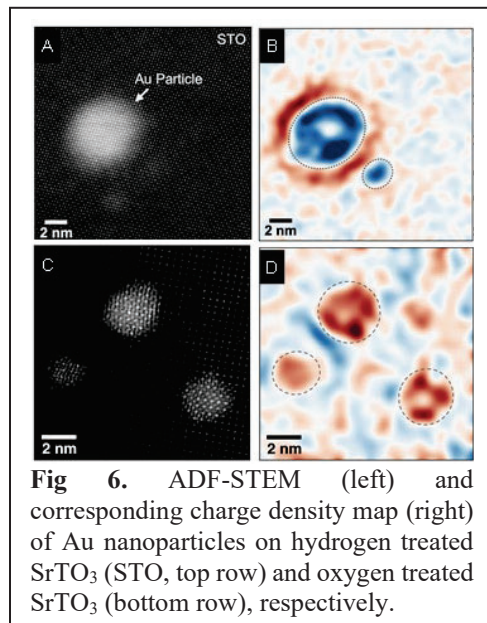 A
STO
Au Particle
2 nm
B
2 nm
C
2 nm
D
2 nm
Fig 6. ADF-STEM (left) and
corresponding charge density map (right)
of Au nanoparticles on hydrogen treated
SrTO₃ (STO, top row) and oxygen treated
SrTO₃ (bottom row), respectively.